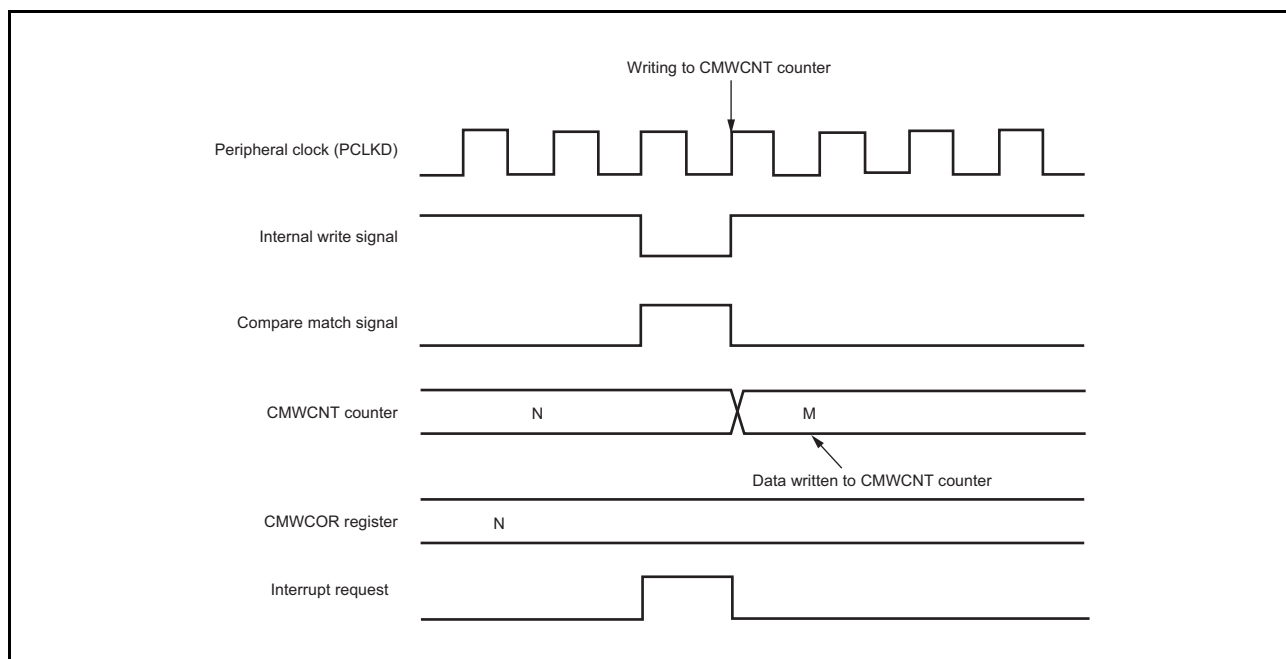 Writing to CMWCNT counter
Peripheral clock (PCLKD)
Internal write signal
Compare match signal
CMWCNT counter
N
M
Data written to CMWCNT counter
CMWCOR register
N
Interrupt request